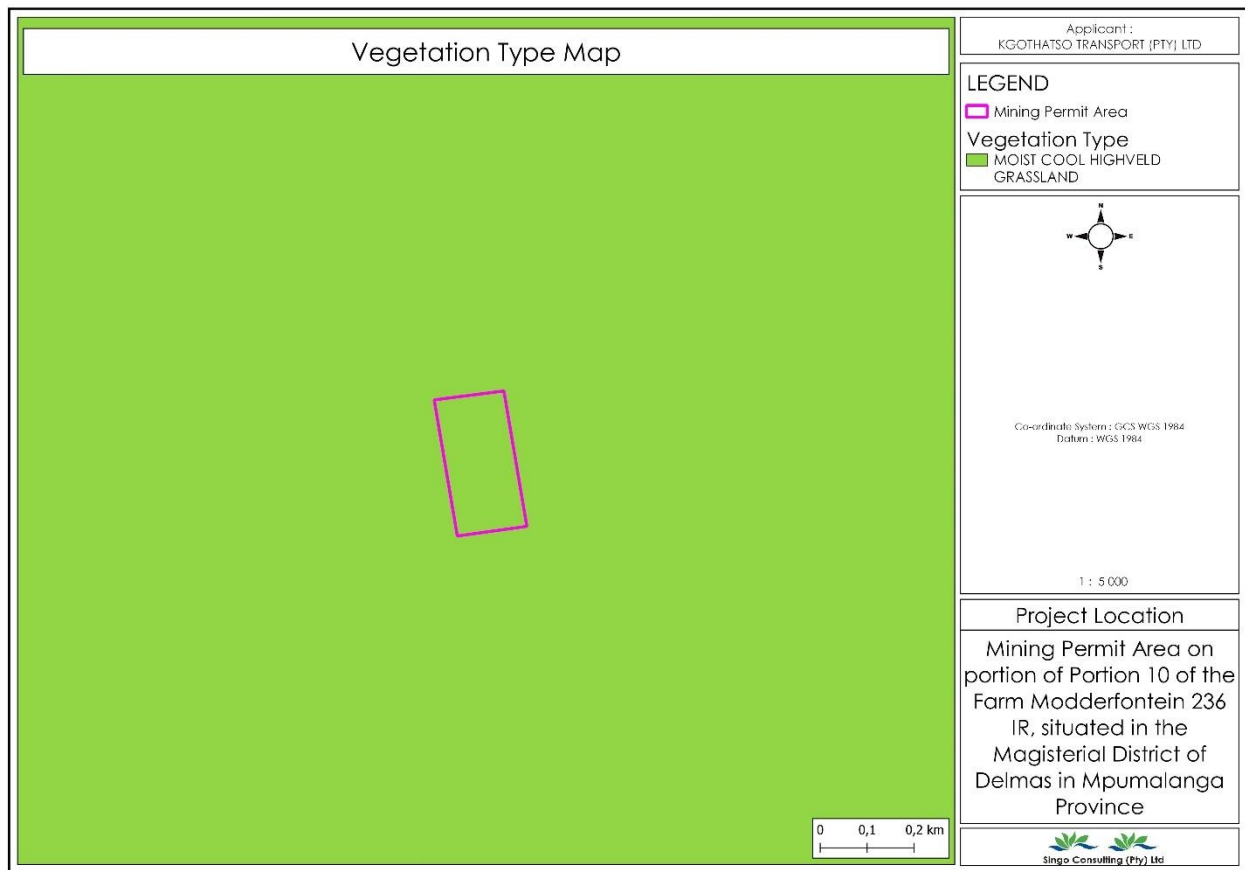 Vegetation Type Map
Applicant :
KGOTHATSO TRANSPORT (PTY) LTD
LEGEND
Mining Permit Area
Vegetation Type
MOIST COOL HIGHVELD
GRASSLAND
N
W E
S
Co-ordinate System : GCS WGS 1984
Datum : WGS 1984
1 : 5 000
Project Location
Mining Permit Area on
portion of Portion 10 of the
Farm Modderfontein 236
IR, situated in the
Magisterial District of
Delmas in Mpumalanga
Province
0 0,1 0,2 km
Singo Consulting (Pty) Ltd